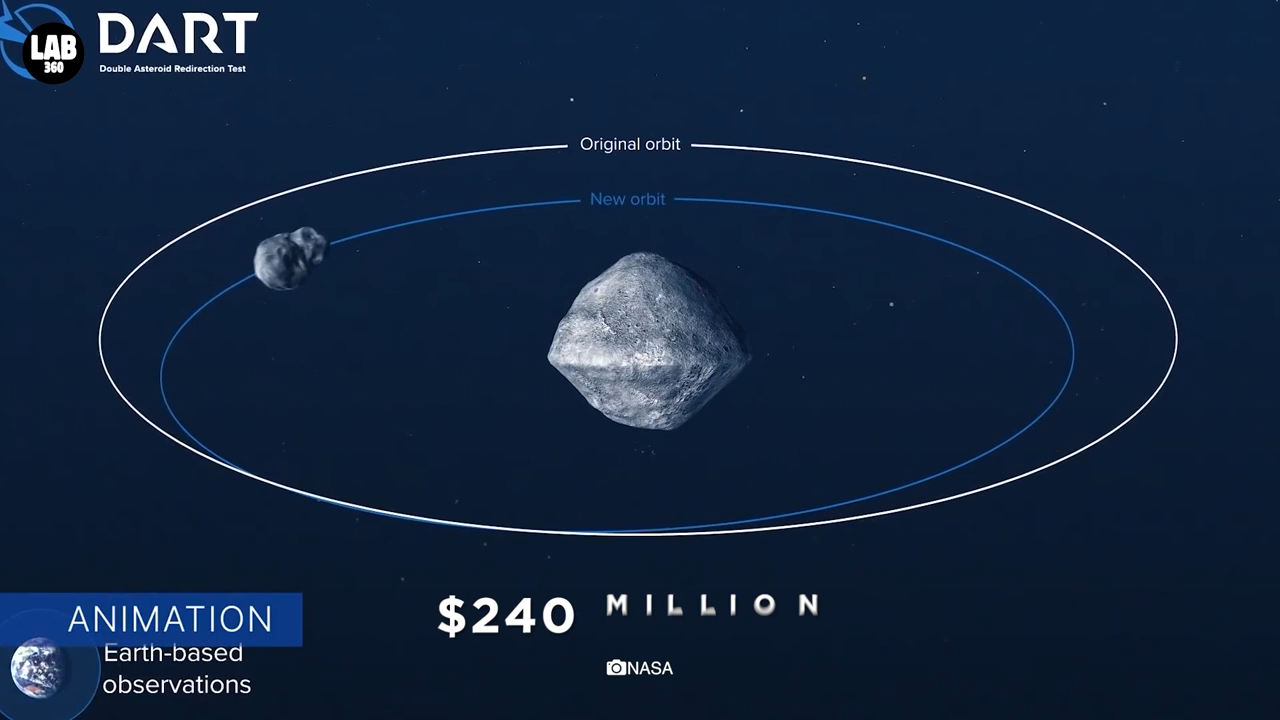 LAB
360
DART
Double Asteroid Redirection Test
Original orbit
New orbit
$240 MILLION
ANIMATION
Earth-based
observations
NASA